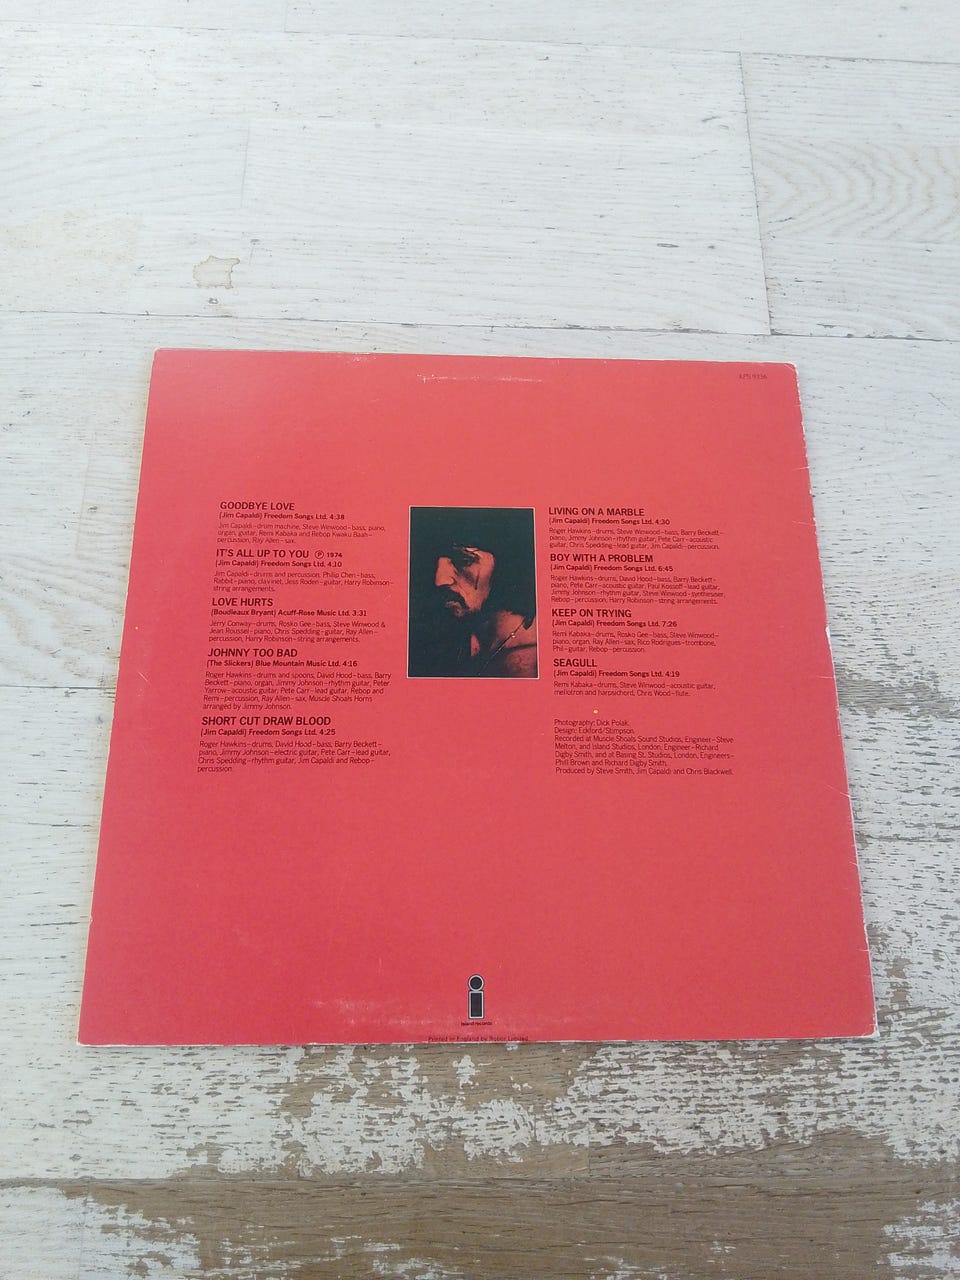 ILPS 9336
GOODBYE LOVE
(Jim Capaldi) Freedom Songs Ltd. 4:38
Jim Capaldi–drum machine, Steve Winwood–bass, piano,
organ, guitar, Remi Kabaka and Rebop Kwaku Baah–
percussion, Ray Allen–sax.
IT'S ALL UP TO YOU Ⓟ 1974
(Jim Capaldi) Freedom Songs Ltd. 4:10
Jim Capaldi–drums and percussion, Philip Chen–bass,
Rabbit–piano, clavinet, Jess Roden–guitar, Harry Robinson–
string arrangements.
LOVE HURTS
(Boudleaux Bryant) Acuff-Rose Music Ltd. 3:31
Jerry Conway–drums, Rosko Gee–bass, Steve Winwood &
Jean Roussel–piano, Chris Spedding–guitar, Ray Allen–
percussion, Harry Robinson–string arrangements.
JOHNNY TOO BAD
(The Slickers) Blue Mountain Music Ltd. 4:16
Roger Hawkins–drums and spoons, David Hood–bass, Barry
Beckett–piano, organ, Jimmy Johnson–rhythm guitar, Peter
Yarrow–acoustic guitar, Pete Carr–lead guitar, Rebop and
Remi–percussion, Ray Allen–sax, Muscle Shoals Horns
arranged by Jimmy Johnson.
SHORT CUT DRAW BLOOD
(Jim Capaldi) Freedom Songs Ltd. 4:25
Roger Hawkins–drums, David Hood–bass, Barry Beckett–
piano, Jimmy Johnson–electric guitar, Pete Carr–lead guitar,
Chris Spedding–rhythm guitar, Jim Capaldi and Rebop–
percussion.
LIVING ON A MARBLE
(Jim Capaldi) Freedom Songs Ltd. 4:30
Roger Hawkins–drums, Steve Winwood–bass, Barry Beckett–
piano, Jimmy Johnson–rhythm guitar, Pete Carr–acoustic
guitar, Chris Spedding–lead guitar, Jim Capaldi–percussion.
BOY WITH A PROBLEM
(Jim Capaldi) Freedom Songs Ltd. 6:45
Roger Hawkins–drums, David Hood–bass, Barry Beckett–
piano, Pete Carr–acoustic guitar, Paul Kossoff–lead guitar,
Jimmy Johnson–rhythm guitar, Steve Winwood–synthesiser,
Rebop–percussion, Harry Robinson–string arrangements.
KEEP ON TRYING
(Jim Capaldi) Freedom Songs Ltd. 7:26
Remi Kabaka–drums, Rosko Gee–bass, Steve Winwood–
piano, organ, Ray Allen–sax, Rico Rodrigues–trombone,
Phil–guitar, Rebop–percussion.
SEAGULL
(Jim Capaldi) Freedom Songs Ltd. 4:19
Remi Kabaka–drums, Steve Winwood–acoustic guitar,
mellotron and harpsichord, Chris Wood–flute.
Photography: Dick Polak.
Design: Eckford/Stimpson.
Recorded at Muscle Shoals Sound Studios, Engineer–Steve
Melton, and Island Studios, London, Engineer–Richard
Digby Smith, and at Basing St. Studios, London, Engineers–
Phill Brown and Richard Digby Smith.
Produced by Steve Smith, Jim Capaldi and Chris Blackwell.
island records
Printed in England by Robor Limited